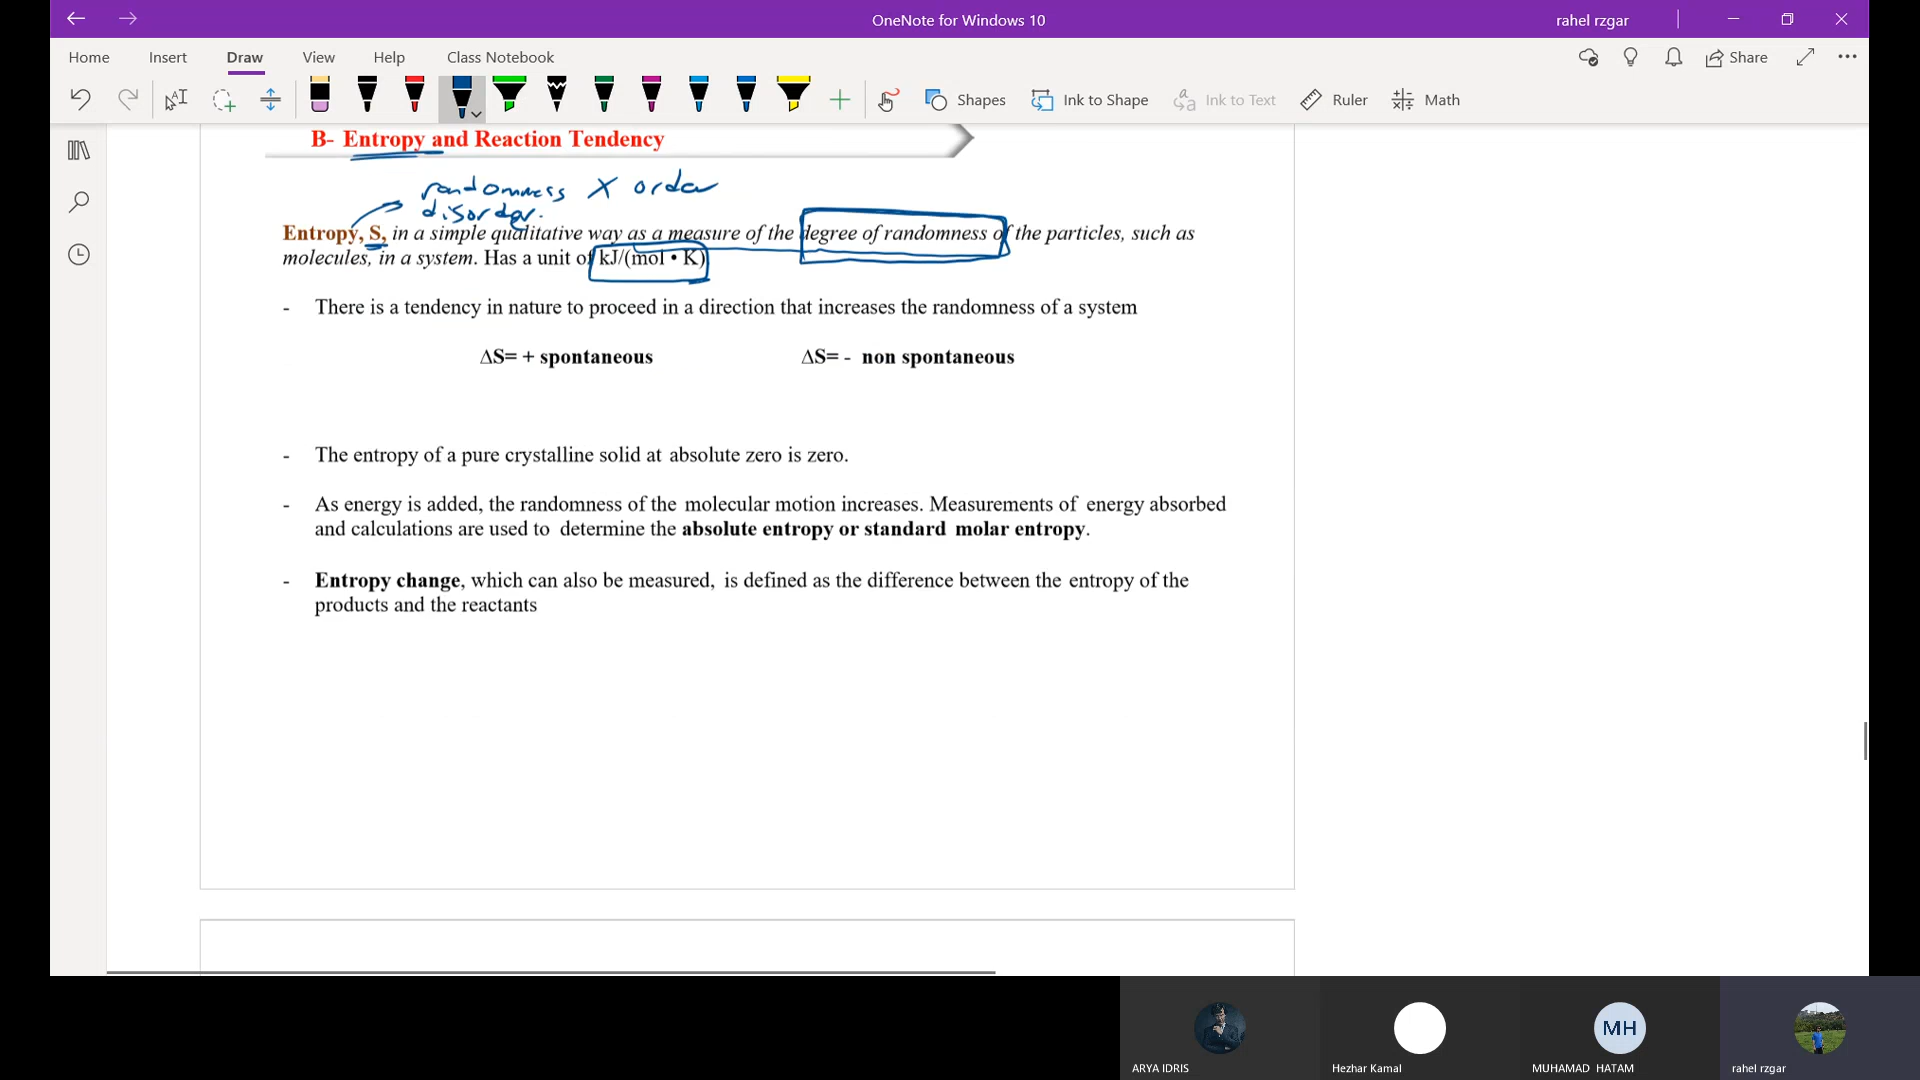 OneNote for Windows 10
rahel rzgar
Home Insert Draw View Help Class Notebook
Share
Shapes Ink to Shape Ink to Text Ruler Math
B- Entropy and Reaction Tendency
randomness X order
disorder.
Entropy, S, in a simple qualitative way as a measure of the degree of randomness of the particles, such as
molecules, in a system. Has a unit of kJ/(mol • K)
- There is a tendency in nature to proceed in a direction that increases the randomness of a system
∆S= + spontaneous ∆S= - non spontaneous
- The entropy of a pure crystalline solid at absolute zero is zero.
- As energy is added, the randomness of the molecular motion increases. Measurements of energy absorbed
and calculations are used to determine the absolute entropy or standard molar entropy.
- Entropy change, which can also be measured, is defined as the difference between the entropy of the
products and the reactants
MH
ARYA IDRIS Hezhar Kamal MUHAMAD HATAM rahel rzgar